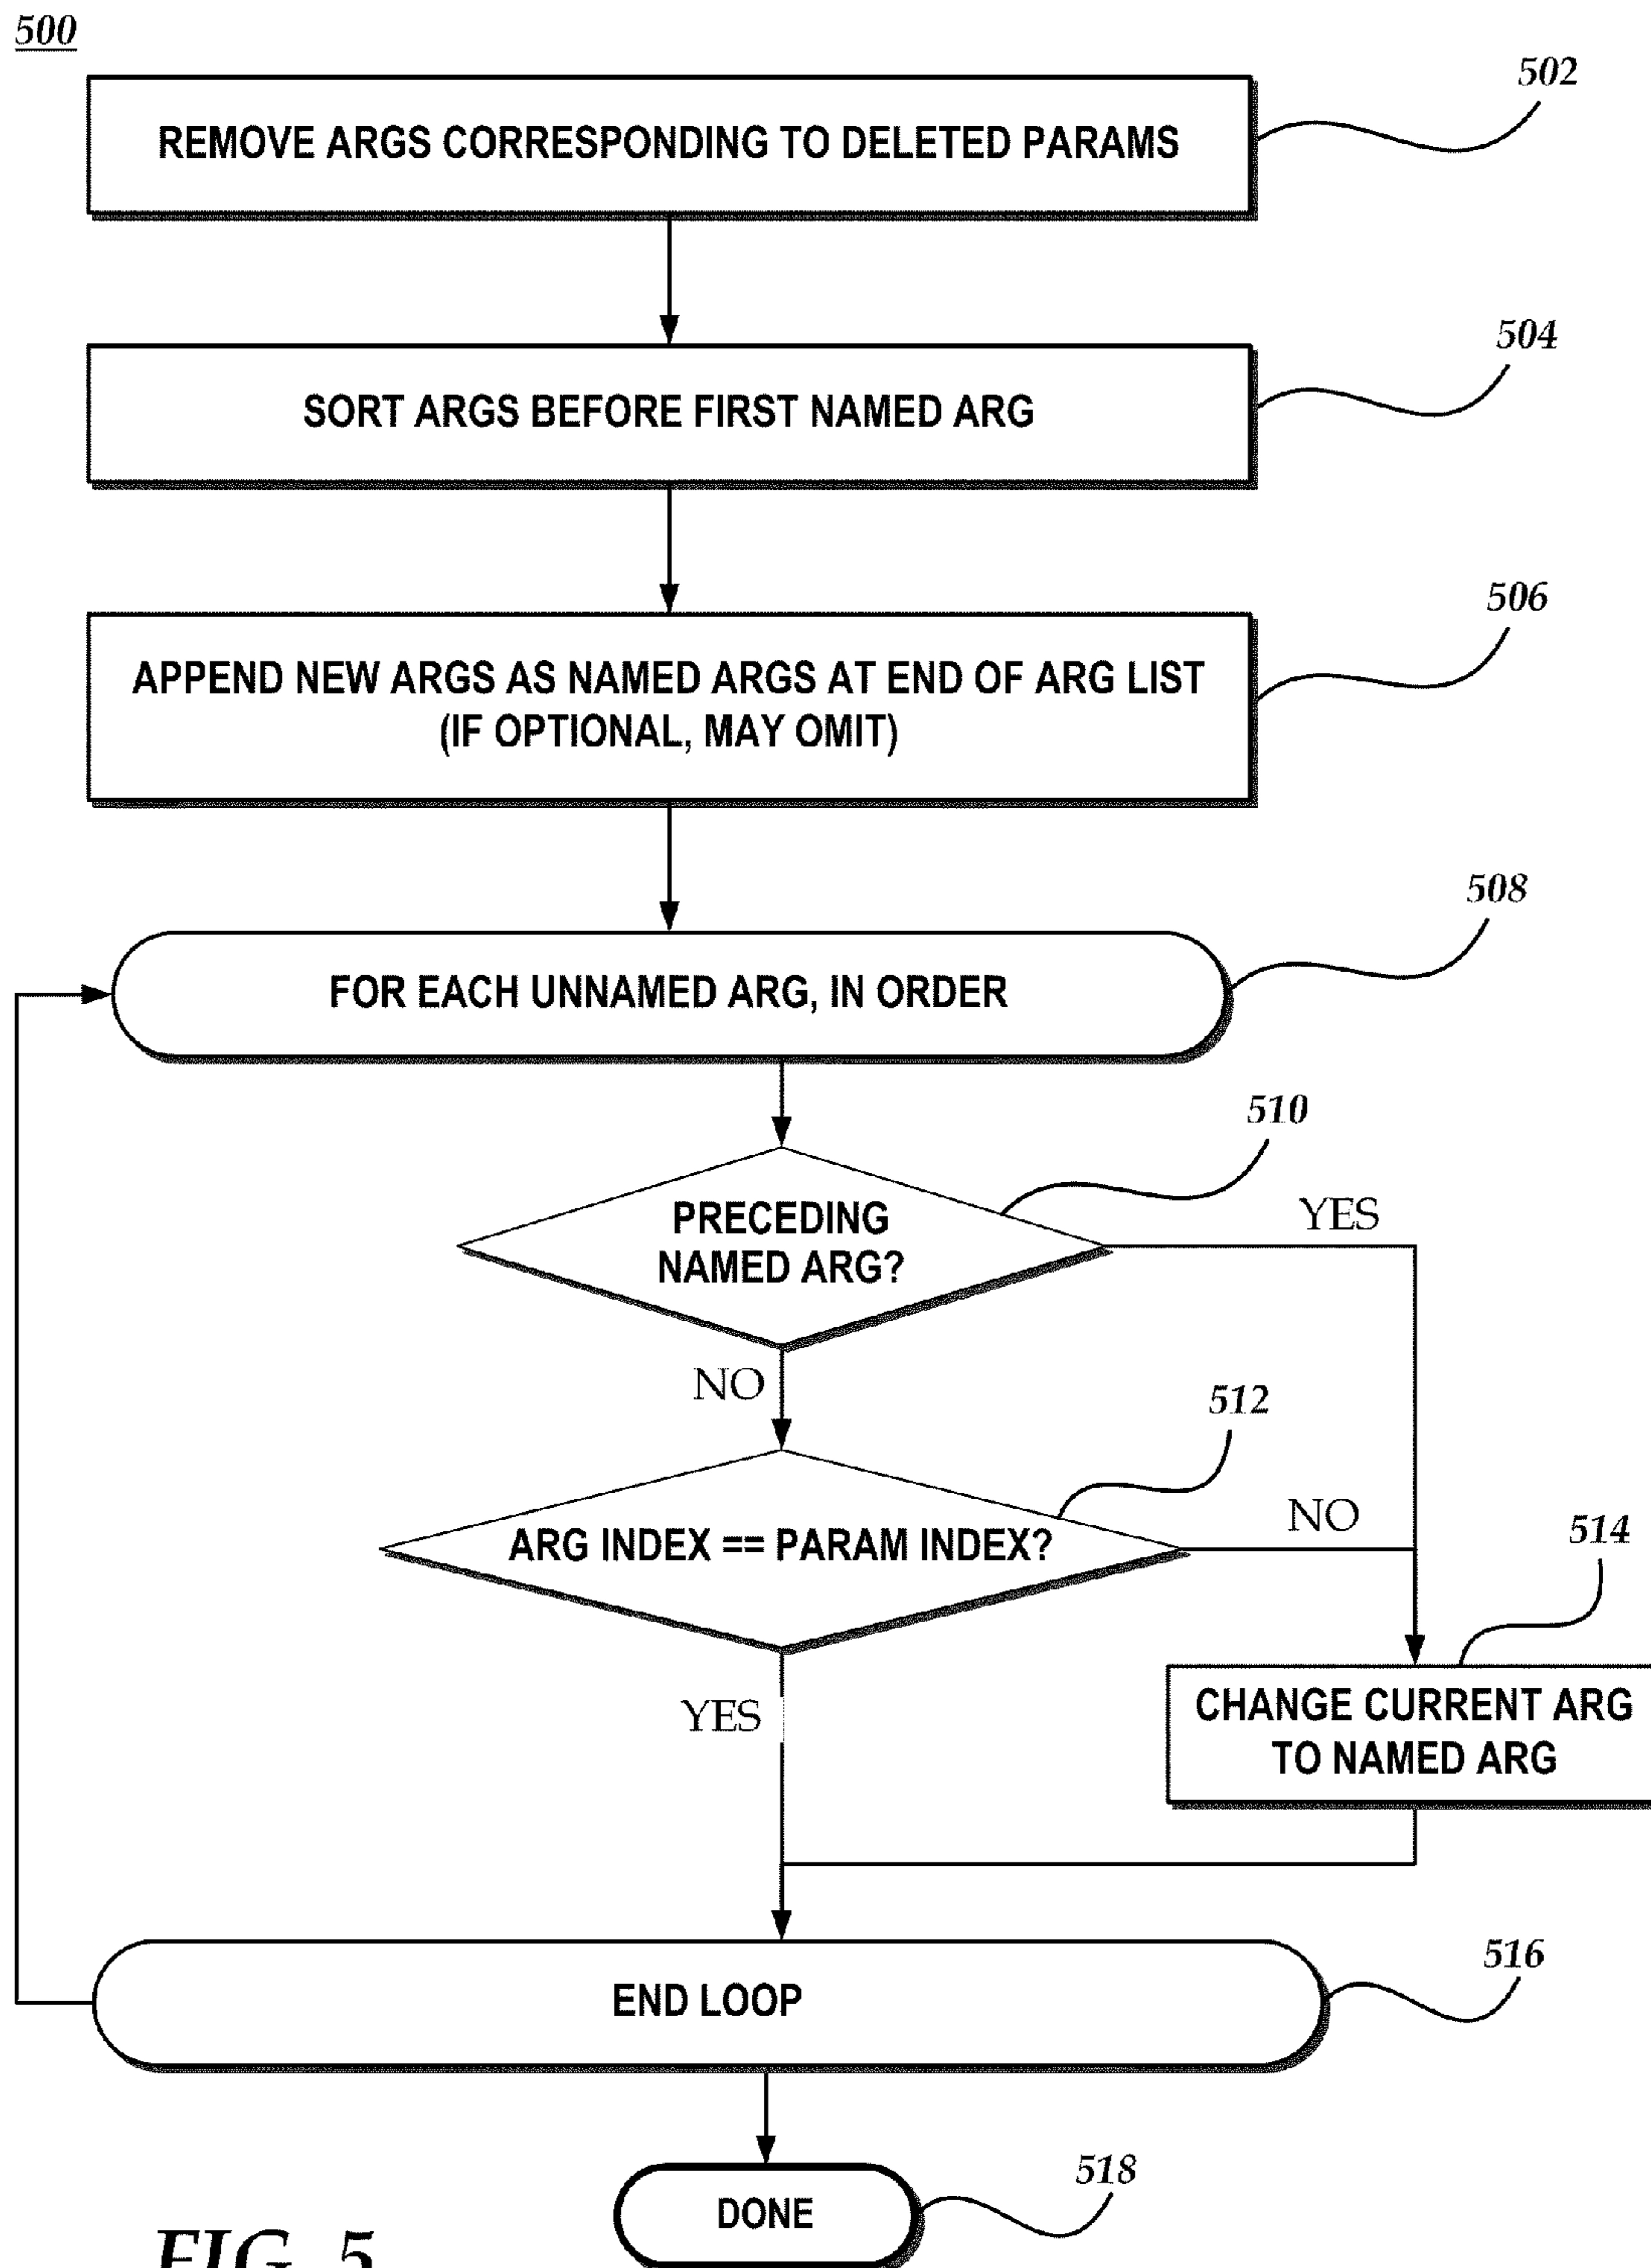 500
502
REMOVE ARGS CORRESPONDING TO DELETED PARAMS
504
SORT ARGS BEFORE FIRST NAMED ARG
506
APPEND NEW ARGS AS NAMED ARGS AT END OF ARG LIST
(IF OPTIONAL, MAY OMIT)
508
FOR EACH UNNAMED ARG, IN ORDER
510
PRECEDING
NAMED ARG?
YES
NO
512
ARG INDEX == PARAM INDEX?
NO
514
YES
CHANGE CURRENT ARG
TO NAMED ARG
516
END LOOP
518
DONE
FIG. 5